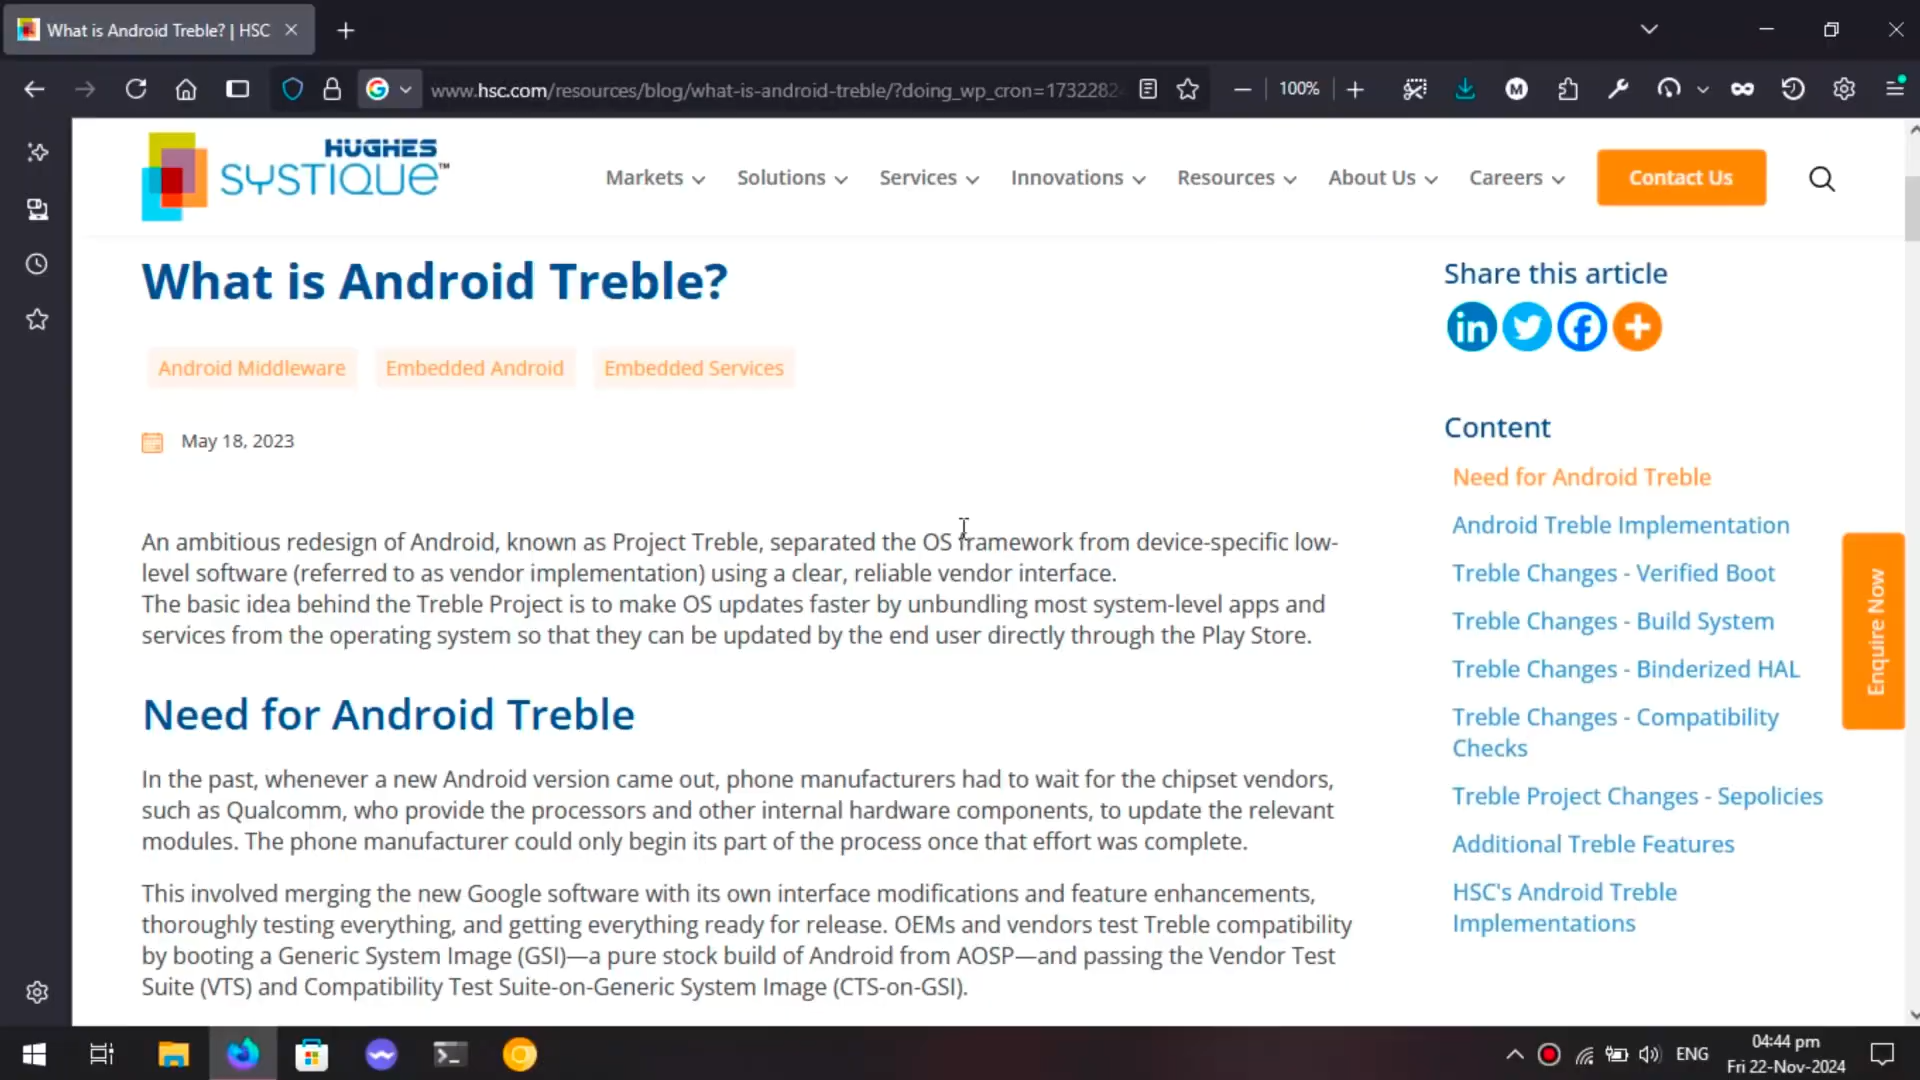 What is Android Treble? | HSC
www.hsc.com/resources/blog/what-is-android-treble/?doing_wp_cron=17322824
100%
HUGHES
SYSTIQUE™
Markets
Solutions
Services
Innovations
Resources
About Us
Careers
Contact Us
What is Android Treble?
Android Middleware
Embedded Android
Embedded Services
May 18, 2023
An ambitious redesign of Android, known as Project Treble, separated the OS framework from device-specific low-
level software (referred to as vendor implementation) using a clear, reliable vendor interface.
The basic idea behind the Treble Project is to make OS updates faster by unbundling most system-level apps and
services from the operating system so that they can be updated by the end user directly through the Play Store.
Need for Android Treble
In the past, whenever a new Android version came out, phone manufacturers had to wait for the chipset vendors,
such as Qualcomm, who provide the processors and other internal hardware components, to update the relevant
modules. The phone manufacturer could only begin its part of the process once that effort was complete.
This involved merging the new Google software with its own interface modifications and feature enhancements,
thoroughly testing everything, and getting everything ready for release. OEMs and vendors test Treble compatibility
by booting a Generic System Image (GSI)—a pure stock build of Android from AOSP—and passing the Vendor Test
Suite (VTS) and Compatibility Test Suite-on-Generic System Image (CTS-on-GSI).
Share this article
Content
Need for Android Treble
Android Treble Implementation
Treble Changes - Verified Boot
Treble Changes - Build System
Treble Changes - Binderized HAL
Treble Changes - Compatibility
Checks
Treble Project Changes - Sepolicies
Additional Treble Features
HSC's Android Treble
Implementations
Enquire Now
ENG
04:44 pm
Fri 22-Nov-2024